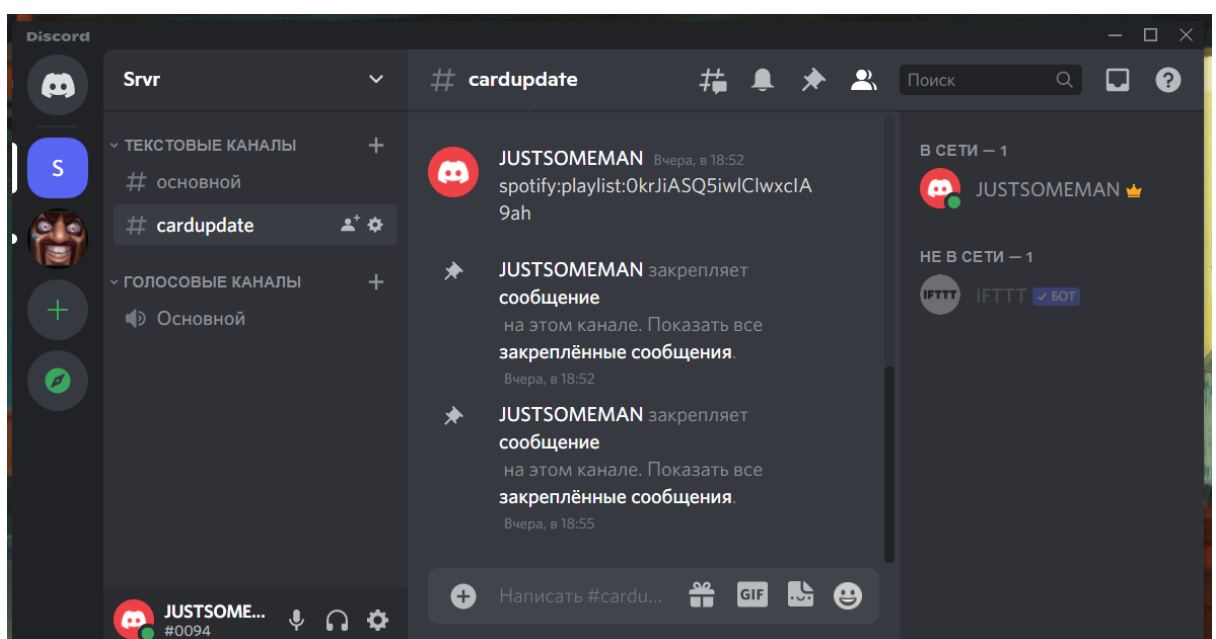 Discord
Srvr
ТЕКСТОВЫЕ КАНАЛЫ
основной
cardupdate
ГОЛОСОВЫЕ КАНАЛЫ
Основной
S
JUSTSOME...
#0094
# cardupdate
Поиск
JUSTSOMEMAN Вчера, в 18:52
spotify:playlist:0krJiASQ5iwlClwxcIA
9ah
JUSTSOMEMAN закрепляет
сообщение
на этом канале. Показать все
закреплённые сообщения.
Вчера, в 18:52
JUSTSOMEMAN закрепляет
сообщение
на этом канале. Показать все
закреплённые сообщения.
Вчера, в 18:55
Написать #cardu...
GIF
В СЕТИ — 1
JUSTSOMEMAN
НЕ В СЕТИ — 1
IFTTT
IFTTT БОТ